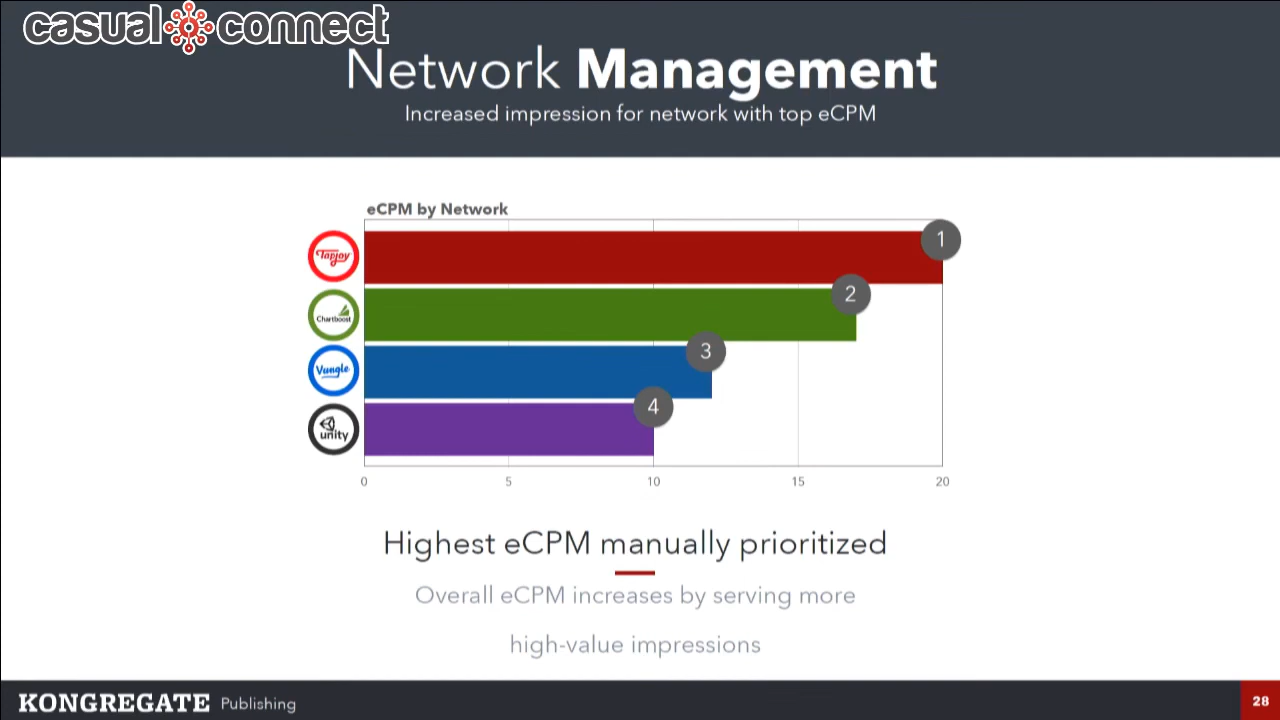 casual connect
Network Management
Increased impression for network with top eCPM
eCPM by Network
Tapjoy
1
Chartboost
2
Vungle
3
unity
4
0 5 10 15 20
Highest eCPM manually prioritized
Overall eCPM increases by serving more
high-value impressions
KONGREGATE Publishing
28